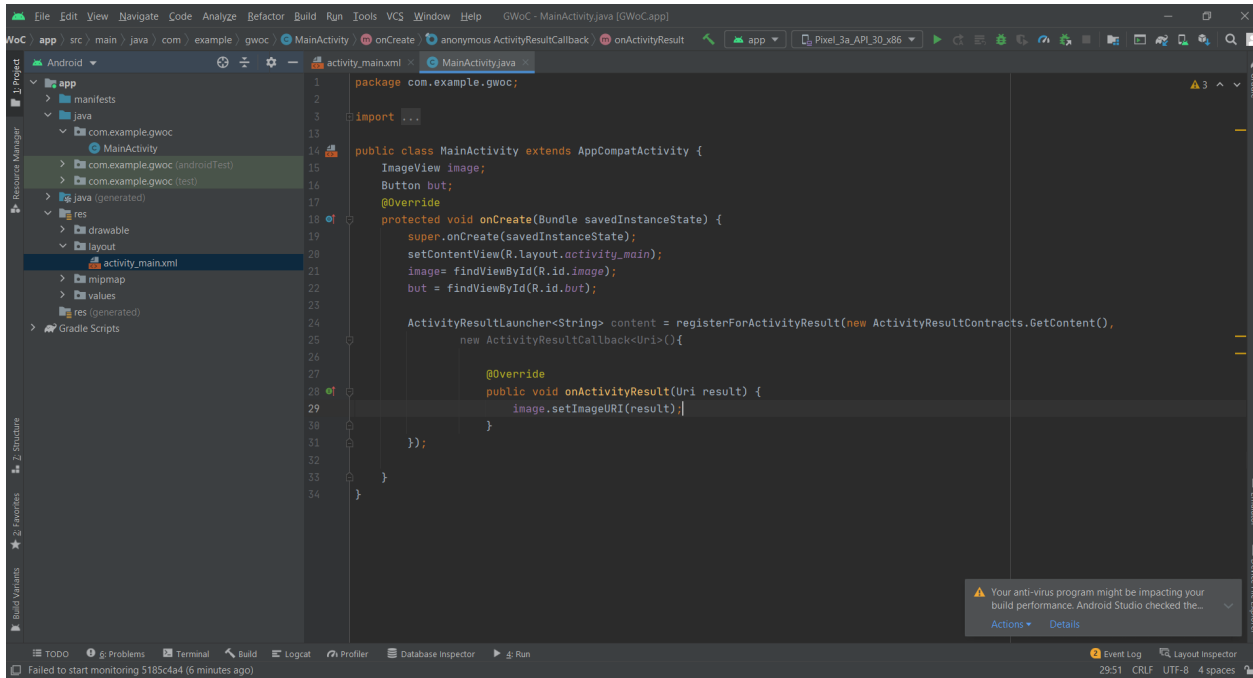 File Edit View Navigate Code Analyze Refactor Build Run Tools VCS Window Help GWoC - MainActivity.java [GWoC.app]
WoC app src main java com example gwoc MainActivity onCreate anonymous ActivityResultCallback onActivityResult app Pixel_3a_API_30_x86
1: Project
Resource Manager
Z: Structure
2: Favorites
Build Variants
Android
app
manifests
java
com.example.gwoc
MainActivity
com.example.gwoc (androidTest)
com.example.gwoc (test)
java (generated)
res
drawable
layout
activity_main.xml
mipmap
values
res (generated)
Gradle Scripts
activity_main.xml MainActivity.java
3
1 package com.example.gwoc;
2
3 import ...
13
14 public class MainActivity extends AppCompatActivity {
15 ImageView image;
16 Button but;
17 @Override
18 protected void onCreate(Bundle savedInstanceState) {
19 super.onCreate(savedInstanceState);
20 setContentView(R.layout.activity_main);
21 image= findViewById(R.id.image);
22 but = findViewById(R.id.but);
23
24 ActivityResultLauncher<String> content = registerForActivityResult(new ActivityResultContracts.GetContent(),
25 new ActivityResultCallback<Uri>(){
26
27 @Override
28 public void onActivityResult(Uri result) {
29 image.setImageURI(result);
30 }
31 });
32
33 }
34 }
Your anti-virus program might be impacting your
build performance. Android Studio checked the...
Actions Details
TODO 6: Problems Terminal Build Logcat Profiler Database Inspector 4: Run 2 Event Log Layout Inspector
Failed to start monitoring 5185c4a4 (6 minutes ago) 29:51 CRLF UTF-8 4 spaces